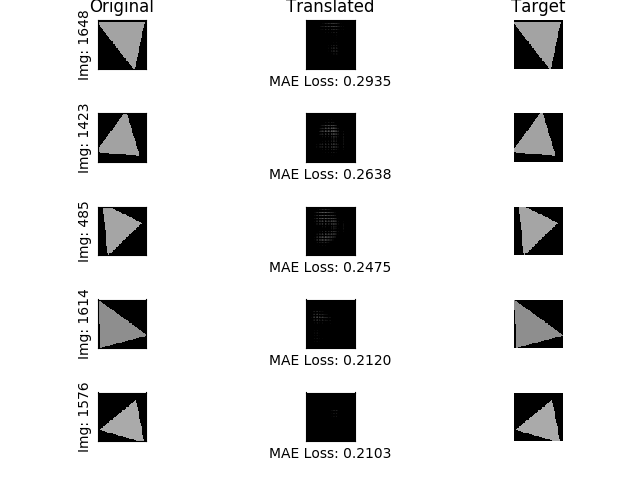 Original Translated Target
Img: 1648
MAE Loss: 0.2935
Img: 1423
MAE Loss: 0.2638
Img: 485
MAE Loss: 0.2475
Img: 1614
MAE Loss: 0.2120
Img: 1576
MAE Loss: 0.2103